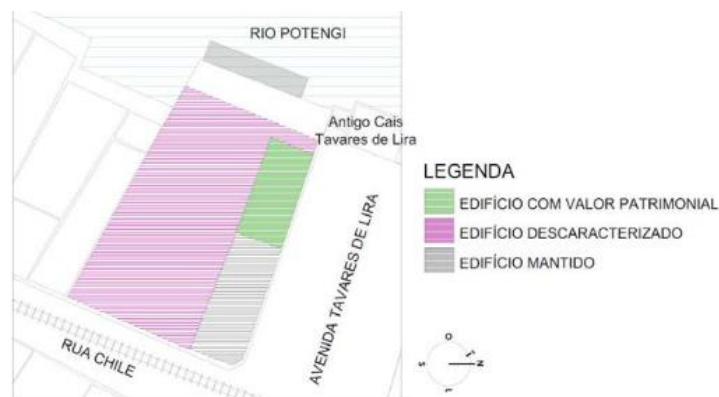 RIO POTENGI
Antigo Cais
Tavares de Lira
AVENIDA TAVARES DE LIRA
RUA CHILE
LEGENDA
EDIFÍCIO COM VALOR PATRIMONIAL
EDIFÍCIO DESCARACTERIZADO
EDIFÍCIO MANTIDO
O
S
N
L